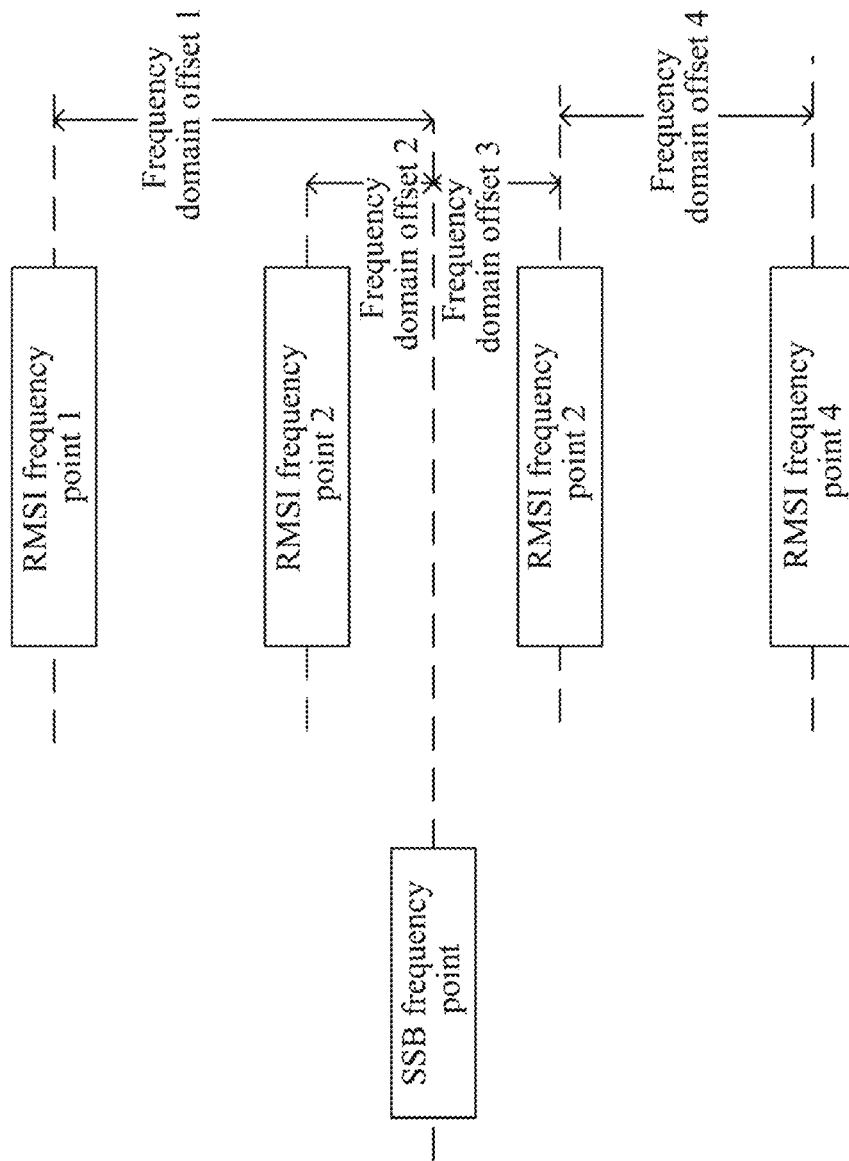 RMSI frequency
point 1
Frequency
domain offset 1
RMSI frequency
point 2
Frequency
domain offset 2
SSB frequency
point
Frequency
domain offset 3
RMSI frequency
point 2
Frequency
domain offset 4
RMSI frequency
point 4